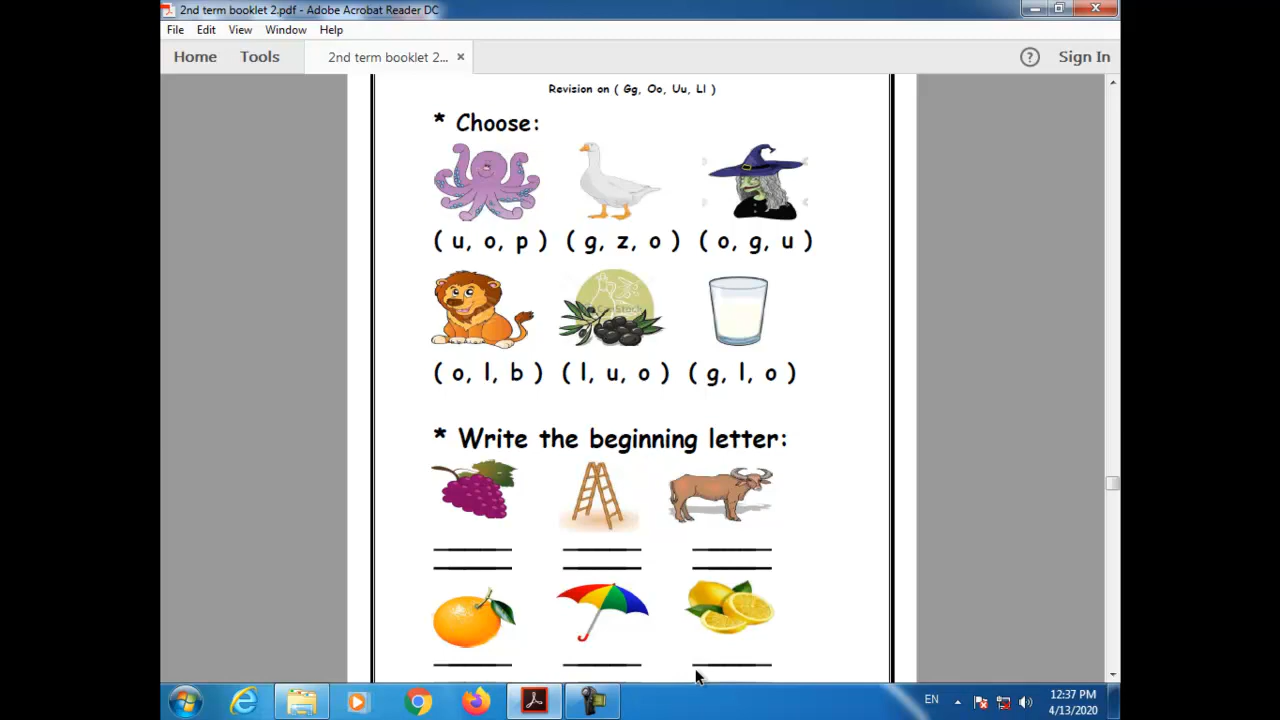 2nd term booklet 2.pdf - Adobe Acrobat Reader DC
File Edit View Window Help
Home Tools 2nd term booklet 2... × ? Sign In
Revision on ( Gg, Oo, Uu, Ll )
* Choose:
( u, o, p ) ( g, z, o ) ( o, g, u )
( o, l, b ) ( l, u, o ) ( g, l, o )
* Write the beginning letter:
EN 12:37 PM
4/13/2020